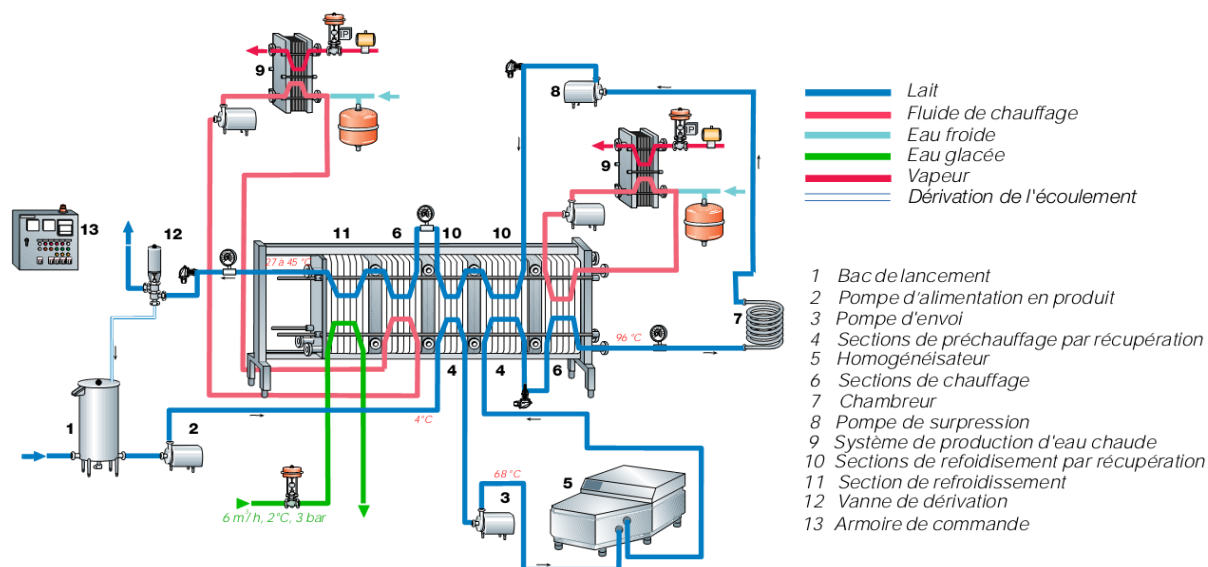 9
P
8
9
P
13
12
11
6
10
10
27 à 45 °C
7
96 °C
4
4
6
1
2
4°C
68°C
3
5
6 m³/h, 2°C, 3 bar
Lait
Fluide de chauffage
Eau froide
Eau glacée
Vapeur
Dérivation de l'écoulement
1 Bac de lancement
2 Pompe d'alimentation en produit
3 Pompe d'envoi
4 Sections de préchauffage par récupération
5 Homogénéisateur
6 Sections de chauffage
7 Chambreur
8 Pompe de surpression
9 Système de production d'eau chaude
10 Sections de refoidisement par récupération
11 Section de refroidissement
12 Vanne de dérivation
13 Armoire de commande